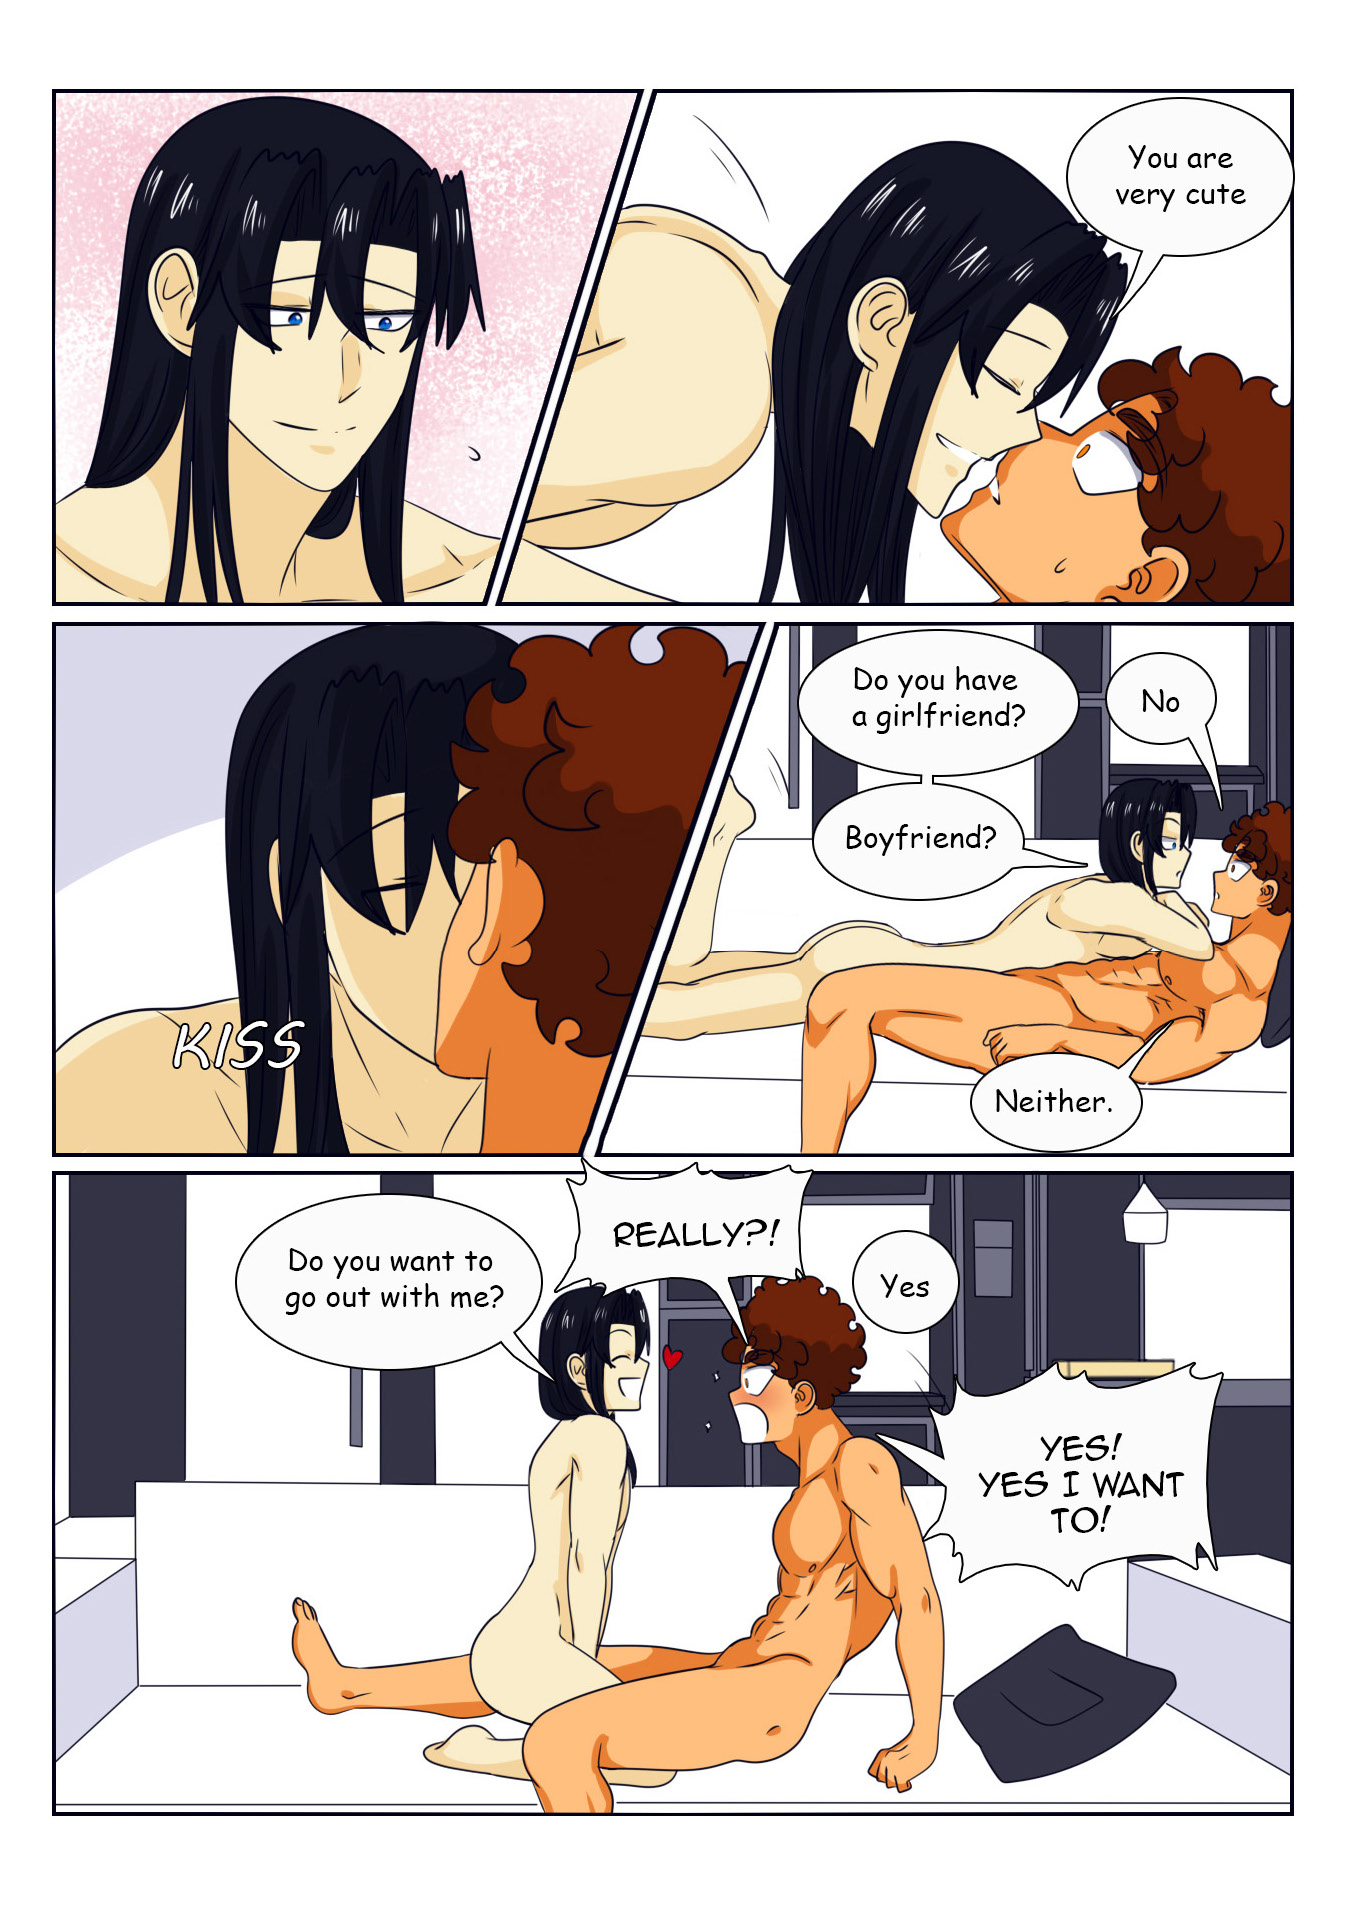 You are
very cute
KISS
Do you have
a girlfriend?
No
Boyfriend?
Neither.
Do you want to
go out with me?
REALLY?!
Yes
YES!
YES I WANT
TO!